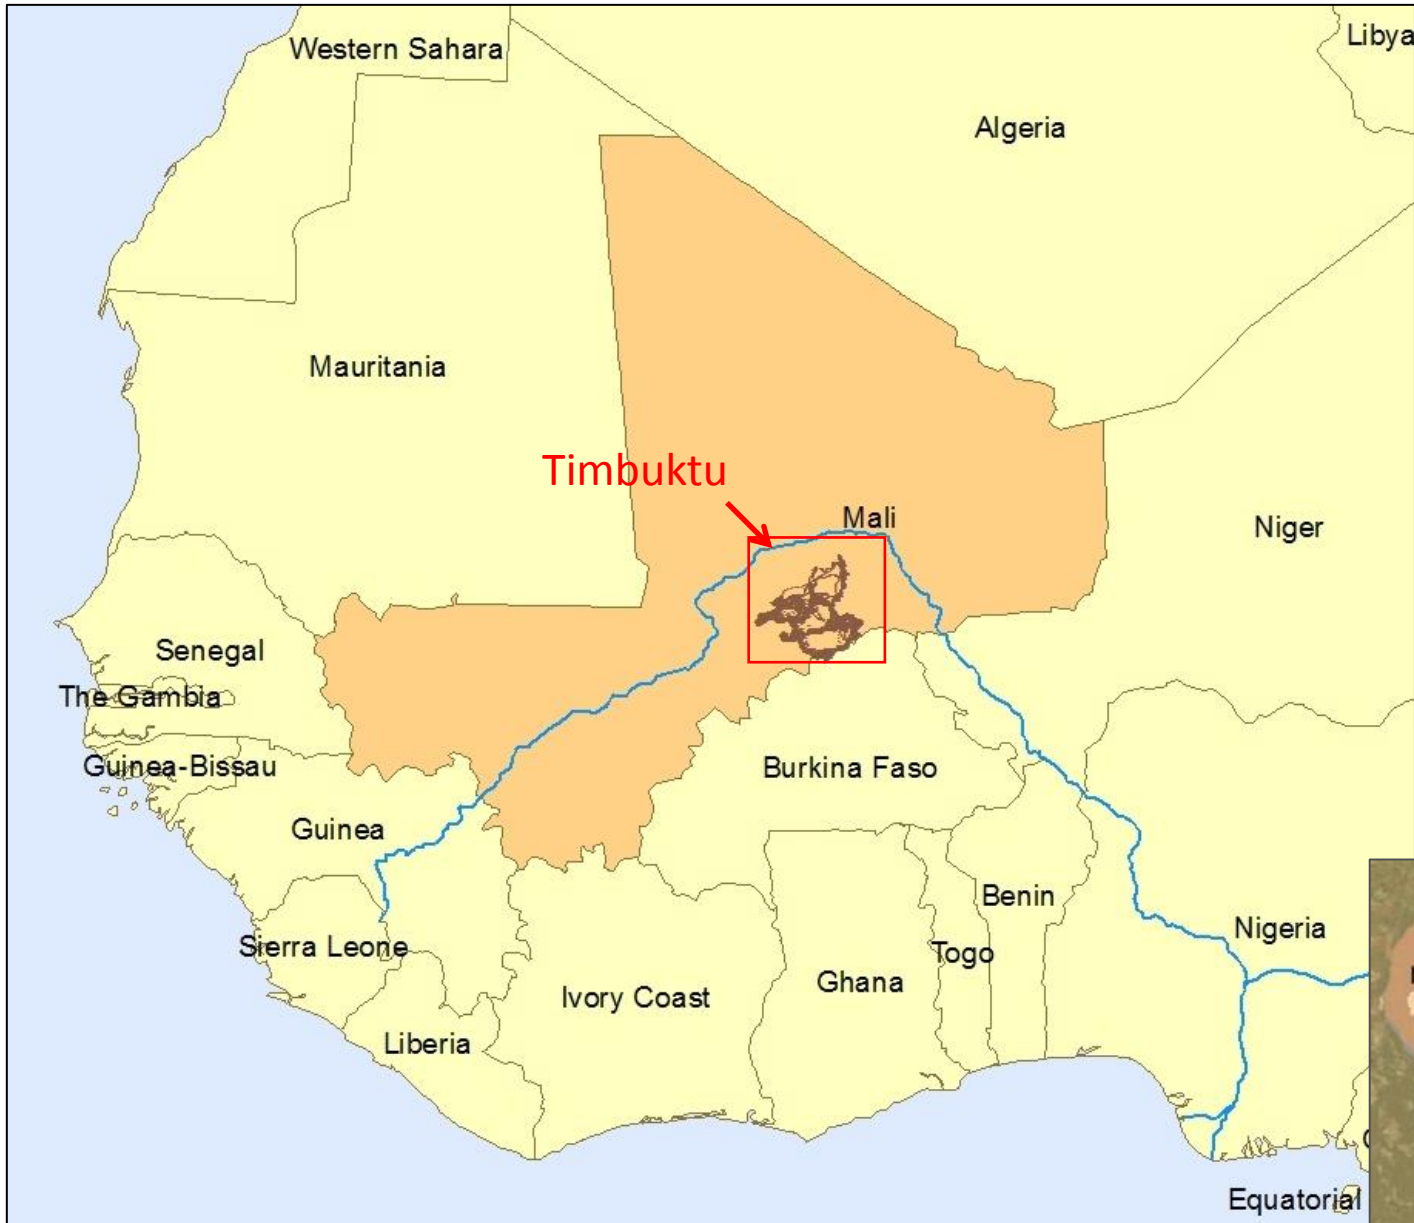 Western Sahara
Libya
Algeria
Mauritania
Timbuktu
Mali
Niger
Senegal
The Gambia
Guinea-Bissau
Burkina Faso
Guinea
Benin
Nigeria
Sierra Leone
Togo
Ghana
Ivory Coast
Liberia
Equatorial